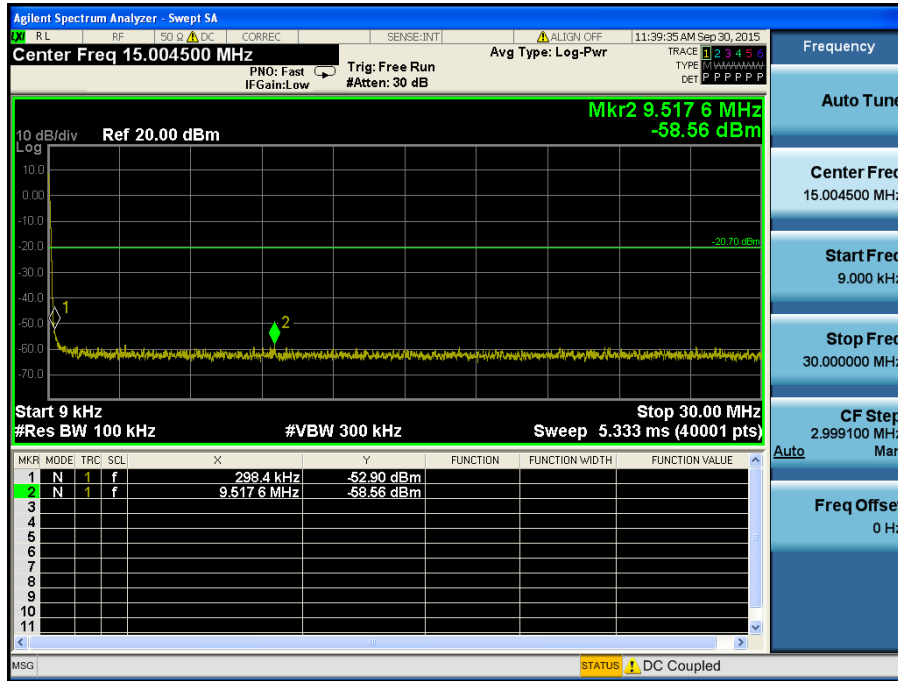 Agilent Spectrum Analyzer - Swept SA
LXI RL RF 50 Ω DC CORREC SENSE:INT ALIGN OFF 11:39:35 AM Sep 30, 2015
Center Freq 15.004500 MHz
PNO: Fast
IFGain:Low
Trig: Free Run
#Atten: 30 dB
Avg Type: Log-Pwr
TRACE 1 2 3 4 5 6
TYPE M WWWWW
DET P P P P P P
Mkr2 9.517 6 MHz
-58.56 dBm
10 dB/div Ref 20.00 dBm
Log
10.0
0.00
-10.0
-20.0
-20.70 dBm
-30.0
-40.0
1
-50.0
2
-60.0
-70.0
Start 9 kHz
Stop 30.00 MHz
#Res BW 100 kHz
#VBW 300 kHz
Sweep 5.333 ms (40001 pts)
MKR MODE TRC SCL X Y FUNCTION FUNCTION WIDTH FUNCTION VALUE
1 N 1 f 298.4 kHz -52.90 dBm
2 N 1 f 9.517 6 MHz -58.56 dBm
3
4
5
6
7
8
9
10
11
MSG
STATUS DC Coupled
Frequency
Auto Tune
Center Freq
15.004500 MHz
Start Freq
9.000 kHz
Stop Freq
30.000000 MHz
CF Step
2.999100 MHz
Auto Man
Freq Offset
0 Hz